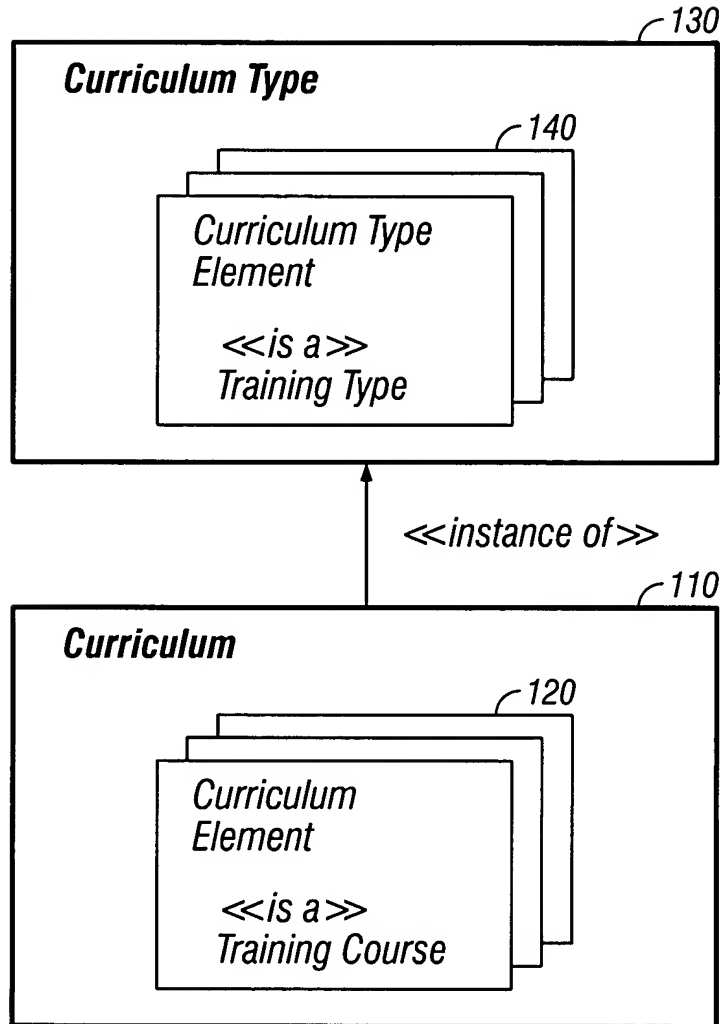 130
Curriculum Type
140
Curriculum Type
Element
<<is a>>
Training Type
<<instance of>>
110
Curriculum
120
Curriculum
Element
<<is a>>
Training Course